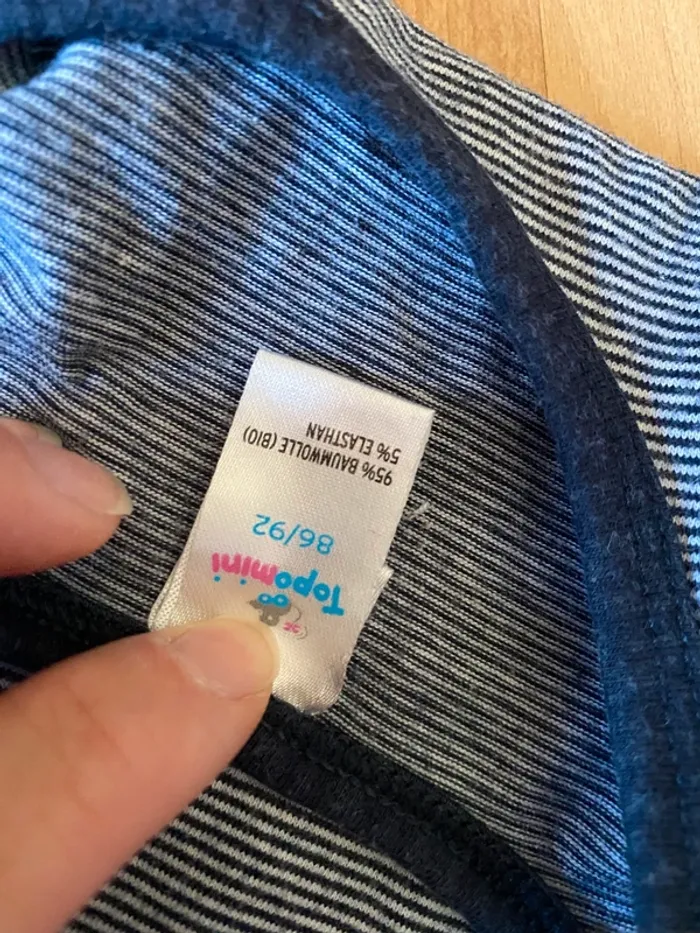 Topomini
86/92
95% BAUMWOLLE (BIO)
5% ELASTHAN